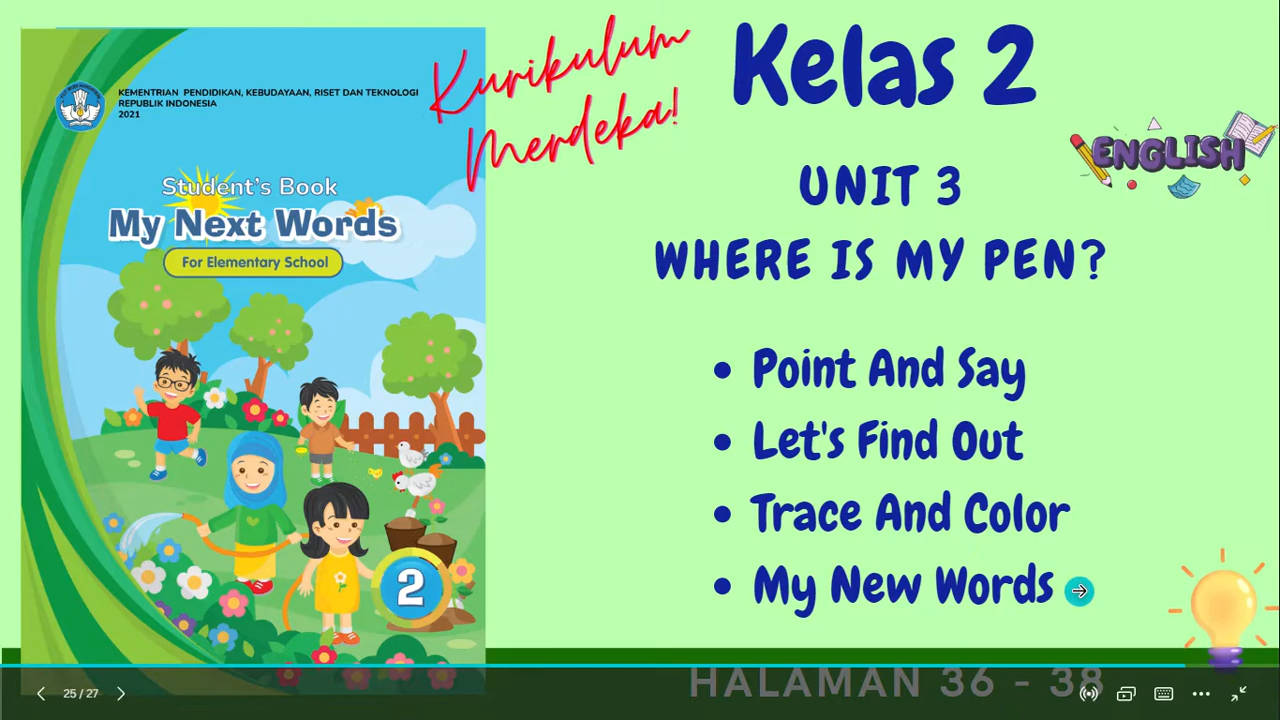 KEMENTRIAN PENDIDIKAN, KEBUDAYAAN, RISET DAN TEKNOLOGI
REPUBLIK INDONESIA
2021
Student's Book
My Next Words
For Elementary School
2
Kurikulum
Merdeka!
Kelas 2
ENGLISH
UNIT 3
WHERE IS MY PEN?
• Point And Say
• Let's Find Out
• Trace And Color
• My New Words
HALAMAN 36 - 38
25 / 27